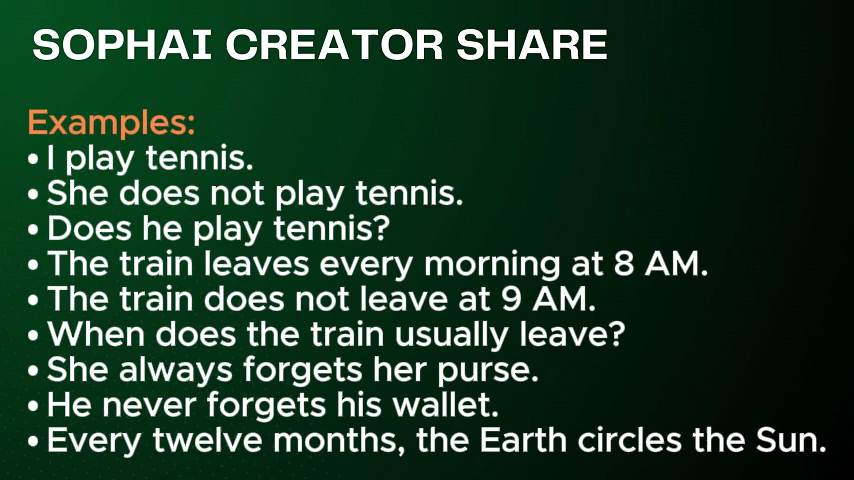 SOPHAI CREATOR SHARE
Examples:
• I play tennis.
• She does not play tennis.
• Does he play tennis?
• The train leaves every morning at 8 AM.
• The train does not leave at 9 AM.
• When does the train usually leave?
• She always forgets her purse.
• He never forgets his wallet.
• Every twelve months, the Earth circles the Sun.